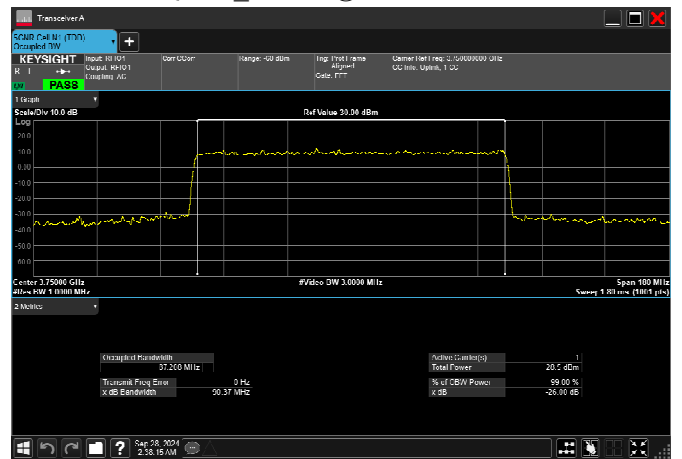 Transceiver A
5GNR Cell N1 (TDD)
Occupied BW
+
KEYSIGHT
Input: RFIO1
Output: RFIO1
Coupling: AC
Corr CCorr
Range: -60 dBm
Trig: Prot Frame
Aligned
Gate: FFT
Carrier Ref Freq: 3.750000000 GHz
CC Info: Uplink, 1 CC
PASS
1 Graph
Scale/Div 10.0 dB
Ref Value 30.00 dBm
Log
20.0
10.0
0.00
-10.0
-20.0
-30.0
-40.0
-50.0
-60.0
Center 3.75000 GHz
#Video BW 3.0000 MHz
Span 180 MHz
#Res BW 1.0000 MHz
Sweep 1.80 ms (1001 pts)
2 Metrics
Occupied Bandwidth
87.208 MHz
Transmit Freq Error
0 Hz
x dB Bandwidth
90.37 MHz
Active Carrier(s)
1
Total Power
28.5 dBm
% of OBW Power
99.00 %
x dB
-26.00 dB
?
Sep 28, 2024
2:38:15 AM